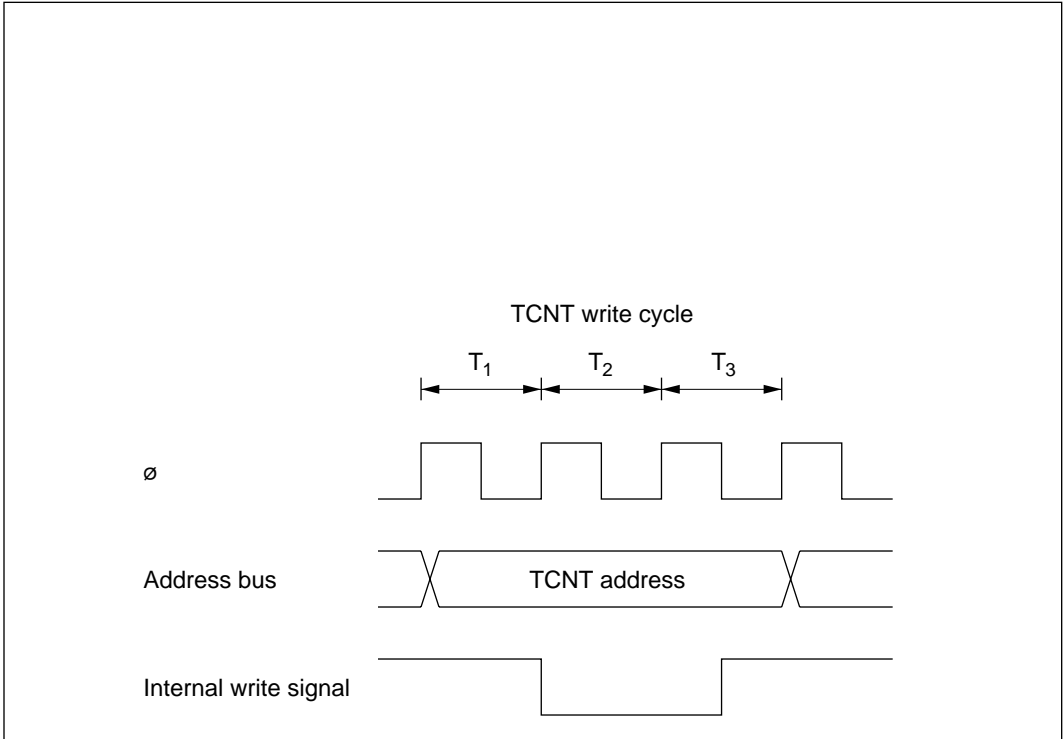 TCNT write cycle
T1 T2 T3
ø
Address bus
TCNT address
Internal write signal